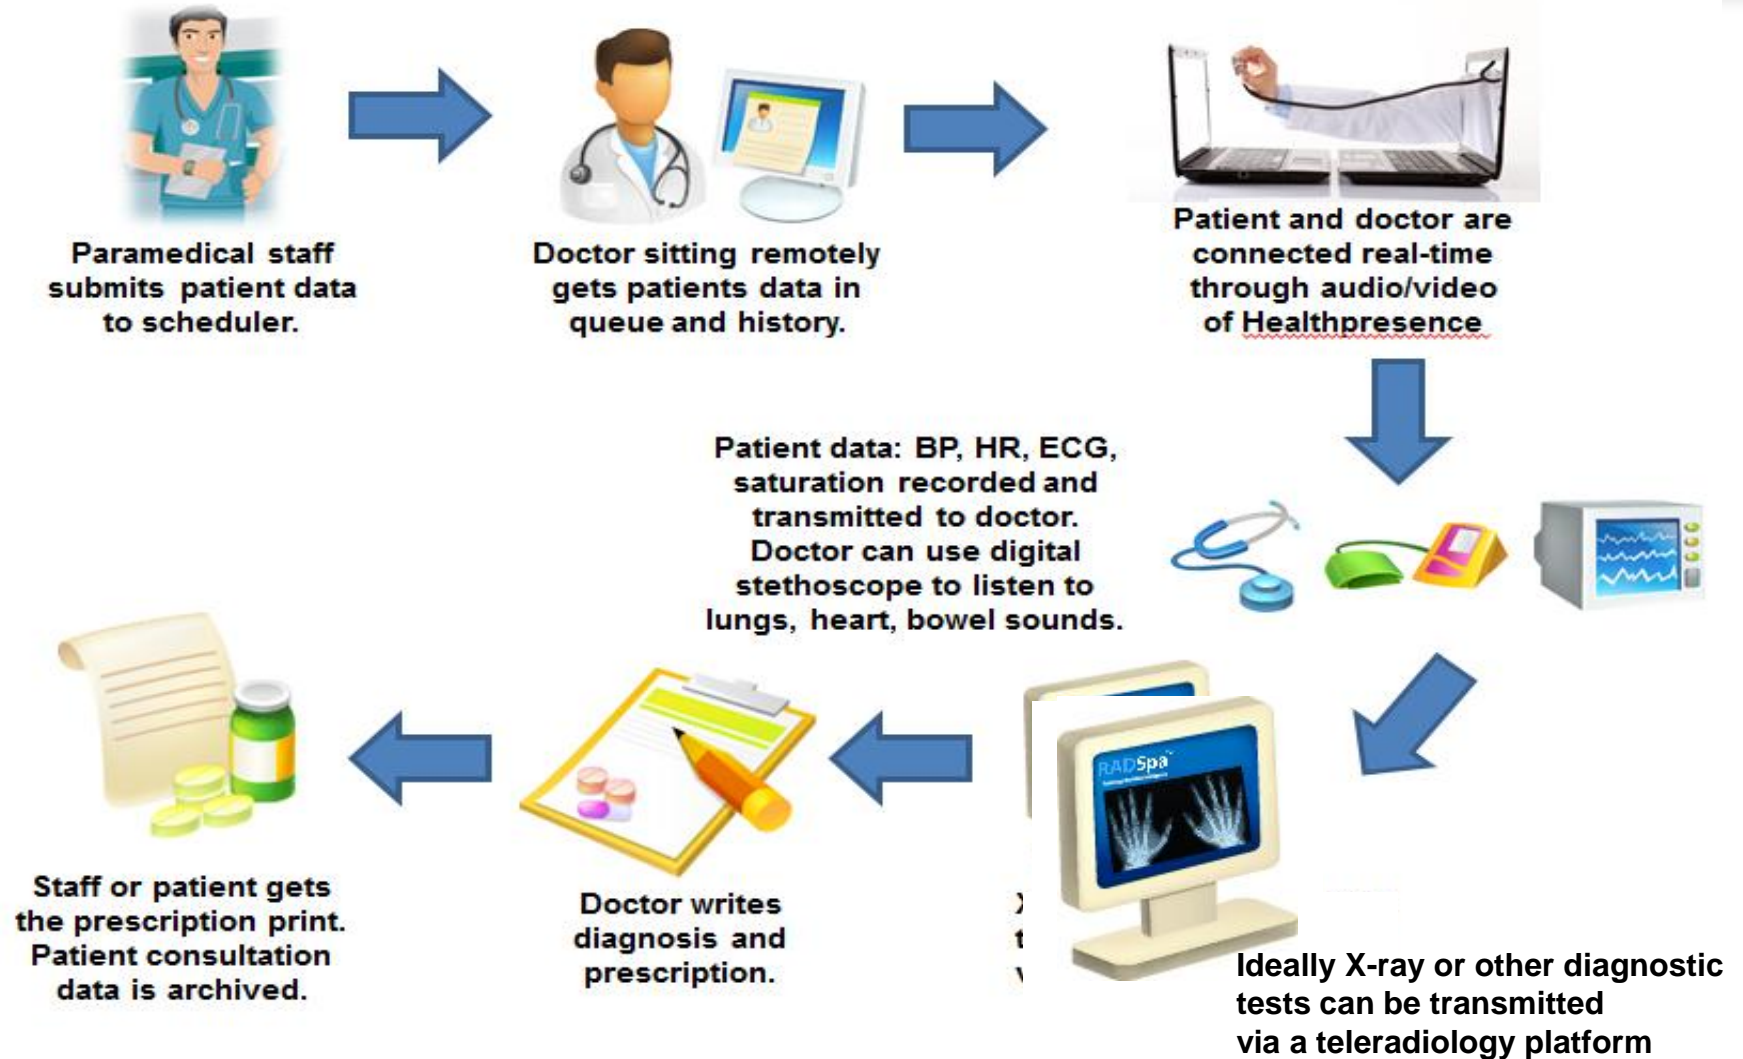 Paramedical staff
submits patient data
to scheduler.
Doctor sitting remotely
gets patients data in
queue and history.
Patient and doctor are
connected real-time
through audio/video
of Healthpresence
Patient data: BP, HR, ECG,
saturation recorded and
transmitted to doctor.
Doctor can use digital
stethoscope to listen to
lungs, heart, bowel sounds.
RADSpa
Ideally X-ray or other diagnostic
tests can be transmitted
via a teleradiology platform
Doctor writes
diagnosis and
prescription.
Staff or patient gets
the prescription print.
Patient consultation
data is archived.